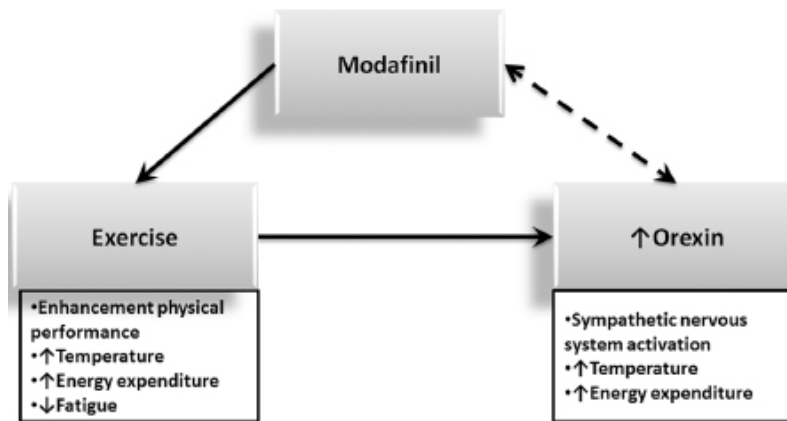 Modafinil
Exercise
↑Orexin
•Enhancement physical
performance
•↑Temperature
•↑Energy expenditure
•↓Fatigue
•Sympathetic nervous
system activation
•↑Temperature
•↑Energy expenditure